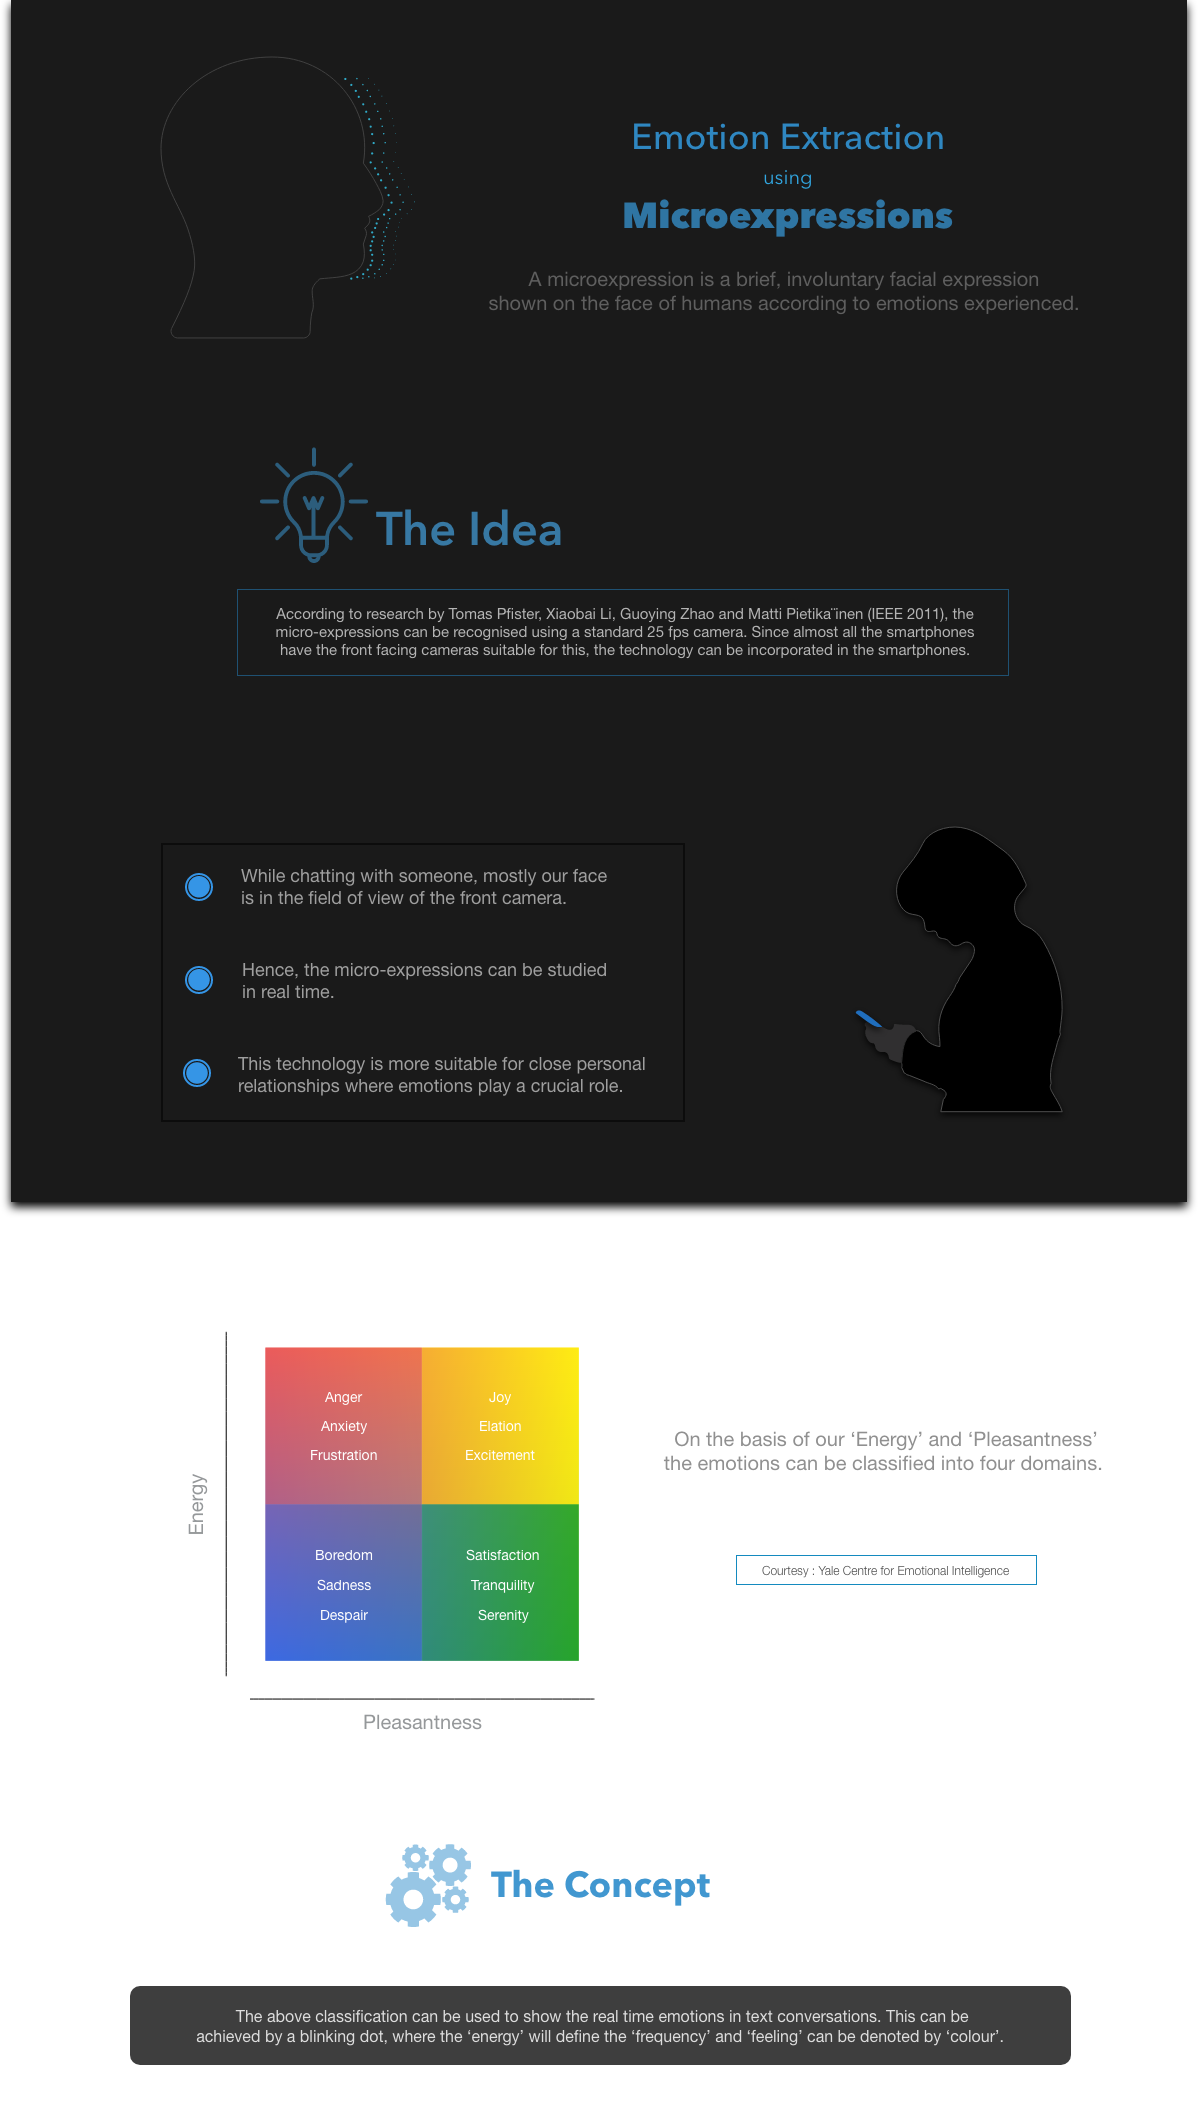 Emotion Extraction
using
Microexpressions
A microexpression is a brief, involuntary facial expression
shown on the face of humans according to emotions experienced.
The Idea
According to research by Tomas Pfister, Xiaobai Li, Guoying Zhao and Matti Pietika¨inen (IEEE 2011), the
micro-expressions can be recognised using a standard 25 fps camera. Since almost all the smartphones
have the front facing cameras suitable for this, the technology can be incorporated in the smartphones.
While chatting with someone, mostly our face
is in the field of view of the front camera.
Hence, the micro-expressions can be studied
in real time.
This technology is more suitable for close personal
relationships where emotions play a crucial role.
Energy
Anger
Anxiety
Frustration
Joy
Elation
Excitement
Boredom
Sadness
Despair
Satisfaction
Tranquility
Serenity
Pleasantness
On the basis of our ‘Energy’ and ‘Pleasantness’
the emotions can be classified into four domains.
Courtesy : Yale Centre for Emotional Intelligence
The Concept
The above classification can be used to show the real time emotions in text conversations. This can be
achieved by a blinking dot, where the ‘energy’ will define the ‘frequency’ and ‘feeling’ can be denoted by ‘colour’.